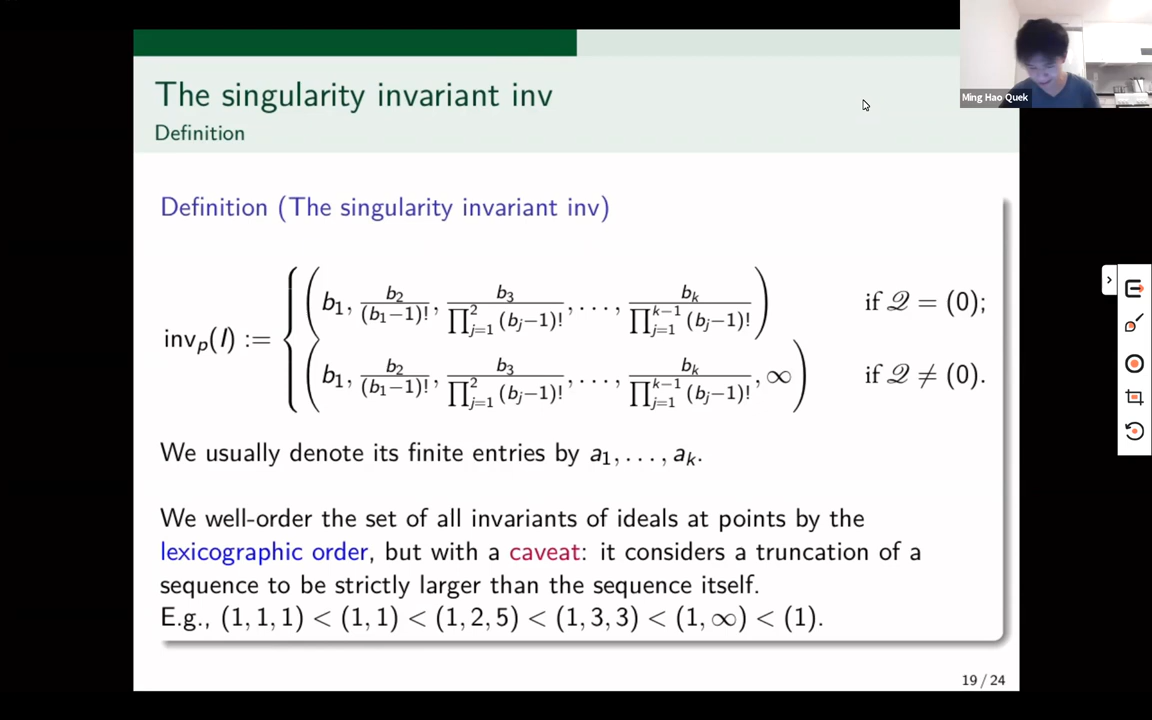 Ming Hao Quek
The singularity invariant inv
Definition
Definition (The singularity invariant inv)
inv_p(I) := { (b₁, b₂/(b₁−1)!, b₃/∏_{j=1}^{2}(b_j−1)!, ⋯, b_k/∏_{j=1}^{k−1}(b_j−1)!) if 𝒬 = (0);
(b₁, b₂/(b₁−1)!, b₃/∏_{j=1}^{2}(b_j−1)!, ⋯, b_k/∏_{j=1}^{k−1}(b_j−1)!, ∞) if 𝒬 ≠ (0).
We usually denote its finite entries by a₁, . . . , a_k.
We well-order the set of all invariants of ideals at points by the
lexicographic order, but with a caveat: it considers a truncation of a
sequence to be strictly larger than the sequence itself.
E.g., (1, 1, 1) < (1, 1) < (1, 2, 5) < (1, 3, 3) < (1, ∞) < (1).
19 / 24